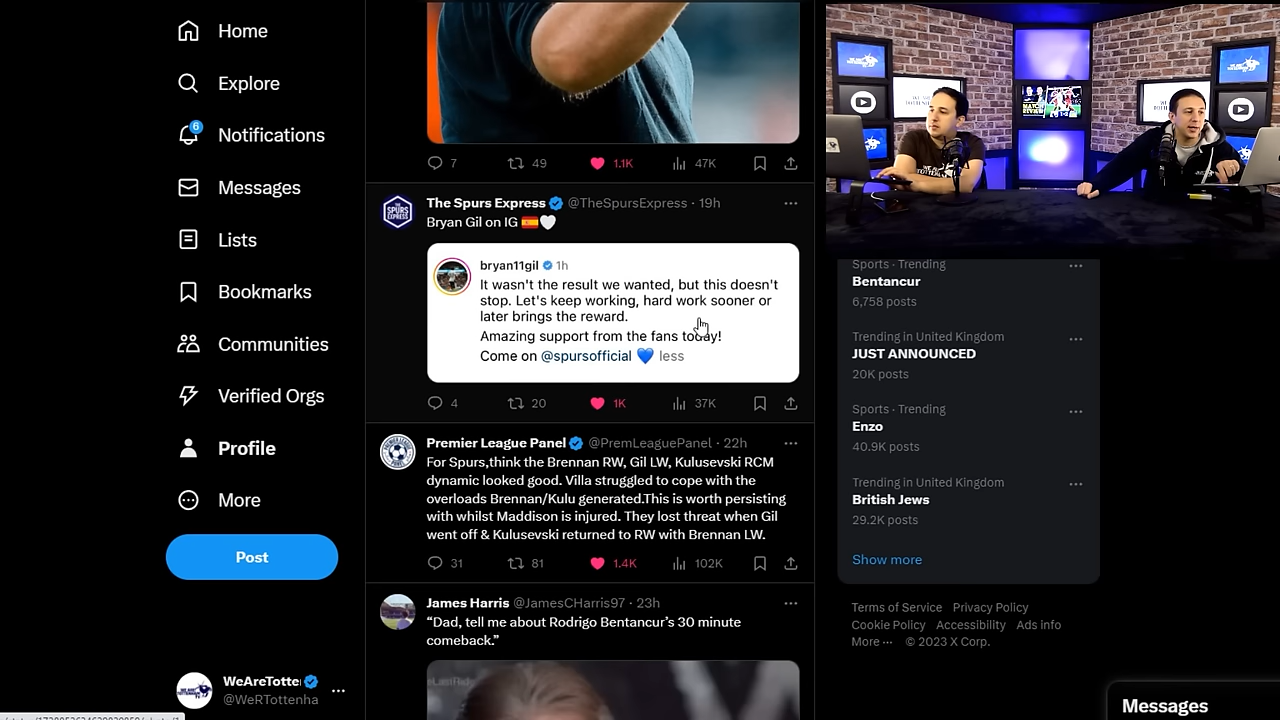 Home
Explore
6
Notifications
Messages
Lists
Bookmarks
Communities
Verified Orgs
Profile
More
Post
WeAreTotte
@WeRTottenha
7
49
1.1K
47K
The Spurs Express @TheSpursExpress · 19h
Bryan Gil on IG 🇪🇸🤍
bryan11gil 1h
It wasn't the result we wanted, but this doesn't
stop. Let's keep working, hard work sooner or
later brings the reward.
Amazing support from the fans today!
Come on @spursofficial 💙 less
4
20
1K
37K
Premier League Panel @PremLeaguePanel · 22h
For Spurs,think the Brennan RW, Gil LW, Kulusevski RCM
dynamic looked good. Villa struggled to cope with the
overloads Brennan/Kulu generated.This is worth persisting
with whilst Maddison is injured. They lost threat when Gil
went off & Kulusevski returned to RW with Brennan LW.
31
81
1.4K
102K
James Harris @JamesCHarris97 · 23h
“Dad, tell me about Rodrigo Bentancur’s 30 minute
comeback.”
Sports · Trending
Bentancur
6,758 posts
Trending in United Kingdom
JUST ANNOUNCED
20K posts
Sports · Trending
Enzo
40.9K posts
Trending in United Kingdom
British Jews
29.2K posts
Show more
Terms of Service Privacy Policy
Cookie Policy Accessibility Ads info
More ··· © 2023 X Corp.
Messages